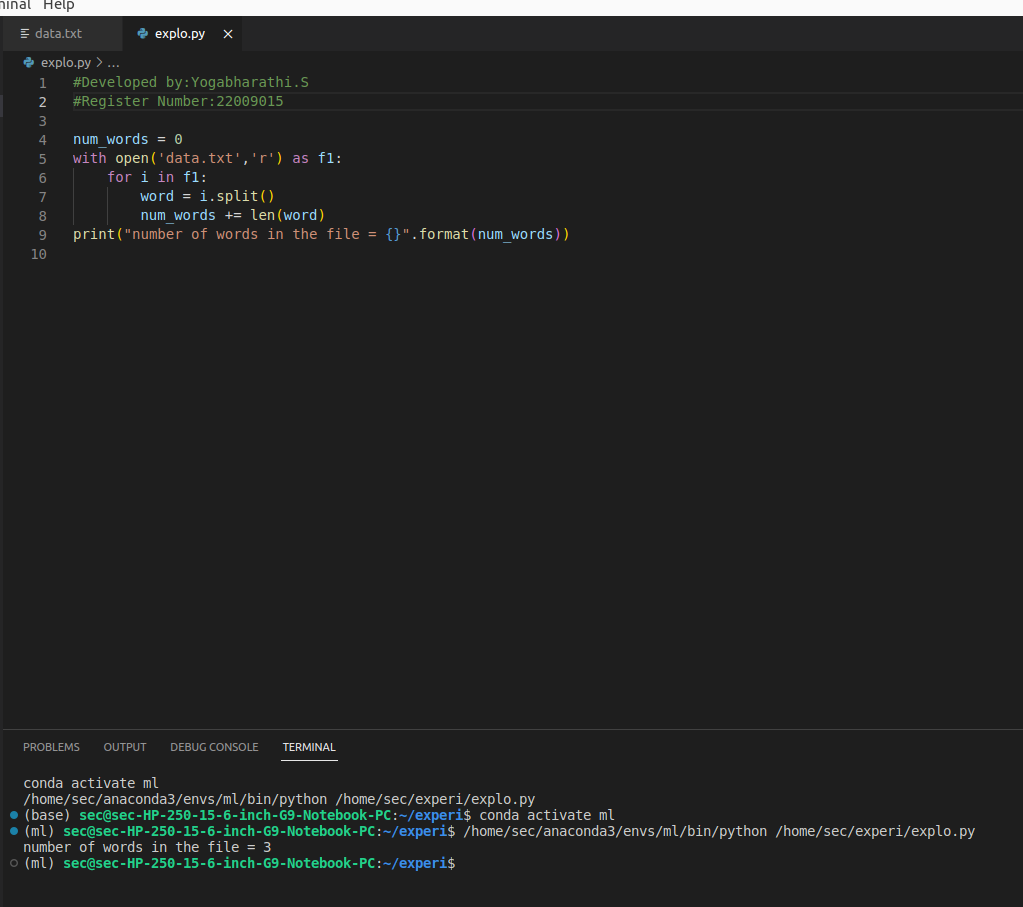 Help
data.txt
explo.py
explo.py > ...
1 #Developed by:Yogabharathi.S
2 #Register Number:22009015
3
4 num_words = 0
5 with open('data.txt','r') as f1:
6     for i in f1:
7         word = i.split()
8         num_words += len(word)
9 print("number of words in the file = {}".format(num_words))
10
PROBLEMS OUTPUT DEBUG CONSOLE TERMINAL
conda activate ml
/home/sec/anaconda3/envs/ml/bin/python /home/sec/experi/explo.py
(base) sec@sec-HP-250-15-6-inch-G9-Notebook-PC:~/experi$ conda activate ml
(ml) sec@sec-HP-250-15-6-inch-G9-Notebook-PC:~/experi$ /home/sec/anaconda3/envs/ml/bin/python /home/sec/experi/explo.py
number of words in the file = 3
(ml) sec@sec-HP-250-15-6-inch-G9-Notebook-PC:~/experi$